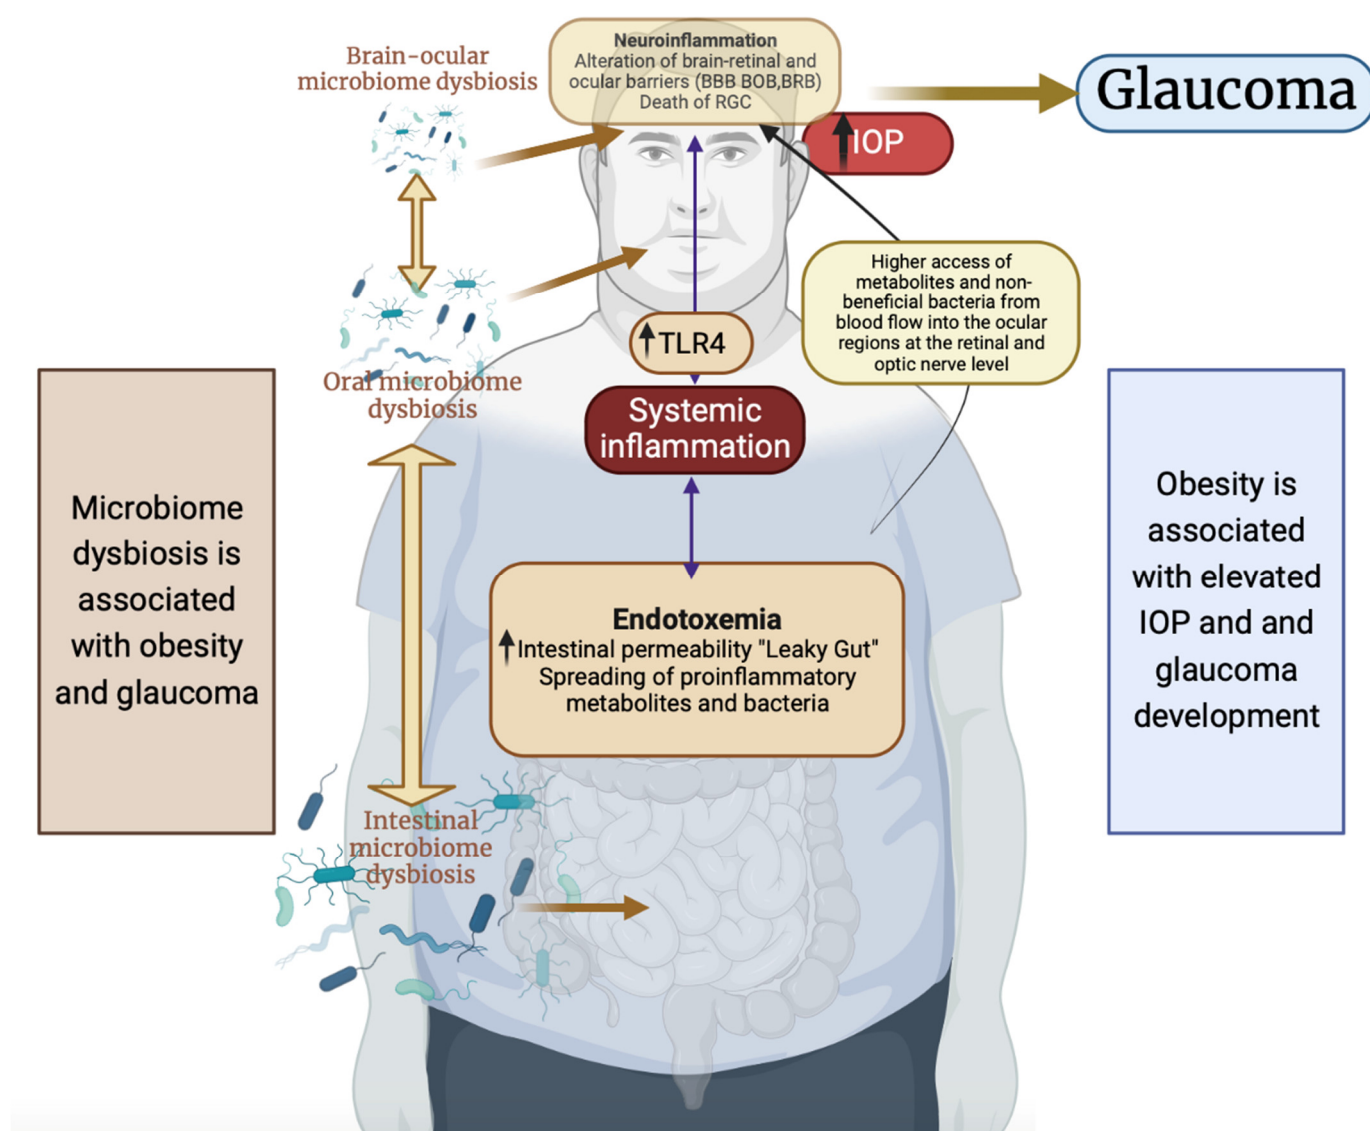 Brain-ocular
microbiome dysbiosis
Neuroinflammation
Alteration of brain-retinal and
ocular barriers (BBB BOB,BRB)
Death of RGC
Glaucoma
IOP
Higher access of
metabolites and non-
beneficial bacteria from
blood flow into the ocular
regions at the retinal and
optic nerve level
TLR4
Oral microbiome
dysbiosis
Systemic
inflammation
Microbiome
dysbiosis is
associated
with obesity
and glaucoma
Obesity is
associated
with elevated
IOP and and
glaucoma
development
Endotoxemia
Intestinal permeability "Leaky Gut"
Spreading of proinflammatory
metabolites and bacteria
Intestinal
microbiome
dysbiosis